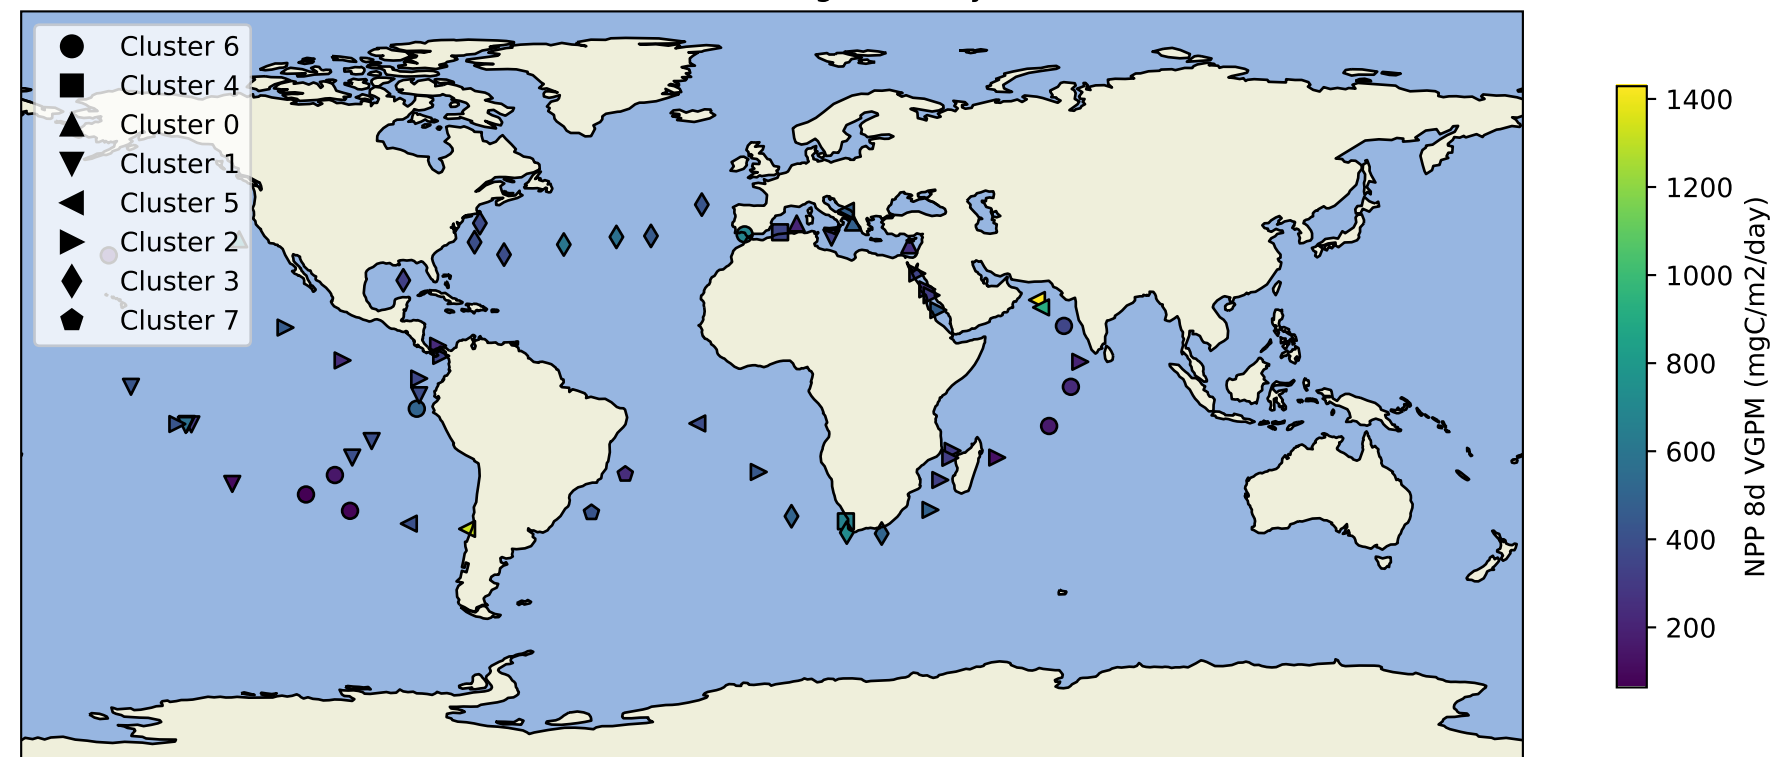 Cluster 6
Cluster 4
Cluster 0
Cluster 1
Cluster 5
Cluster 2
Cluster 3
Cluster 7
1400
1200
1000
800
600
400
200
NPP 8d VGPM (mgC/m2/day)